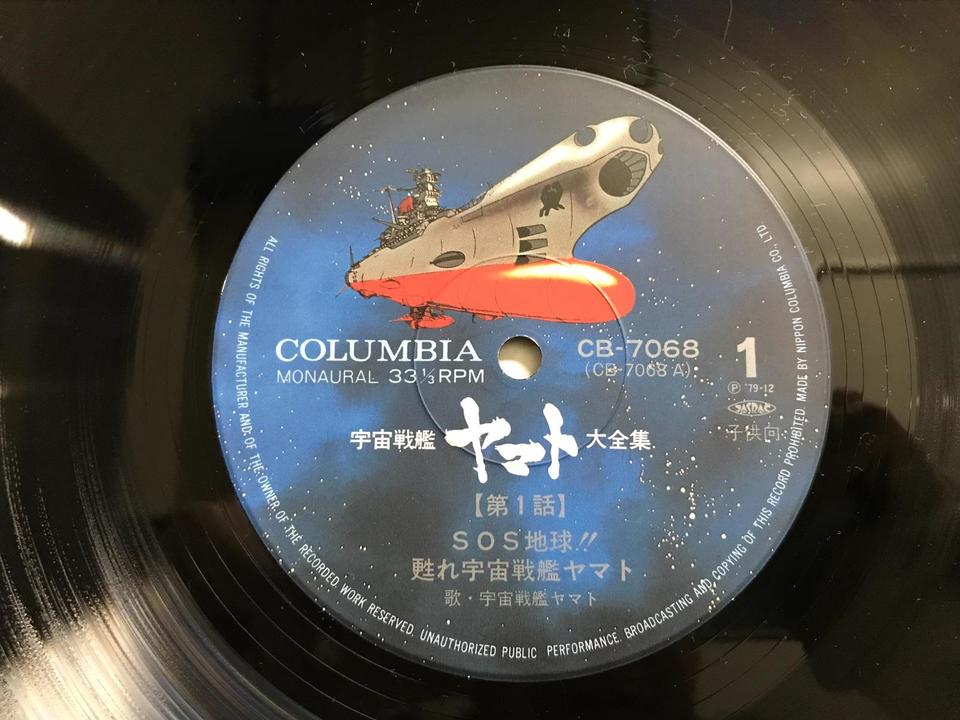 COLUMBIA
MONAURAL 33⅓RPM
CB-7068
(CB-7068 A)
1
Ⓟ '79-12
JASRAC
子供向
宇宙戦艦ヤマト大全集
【第1話】
SOS地球!!
甦れ宇宙戦艦ヤマト
歌・宇宙戦艦ヤマト
ALL RIGHTS OF THE MANUFACTURER AND OF THE OWNER OF THE RECORDED WORK RESERVED. UNAUTHORIZED PUBLIC PERFORMANCE. BROADCASTING AND COPYING OF THIS RECORD PROHIBITED. MADE BY NIPPON COLUMBIA CO., LTD